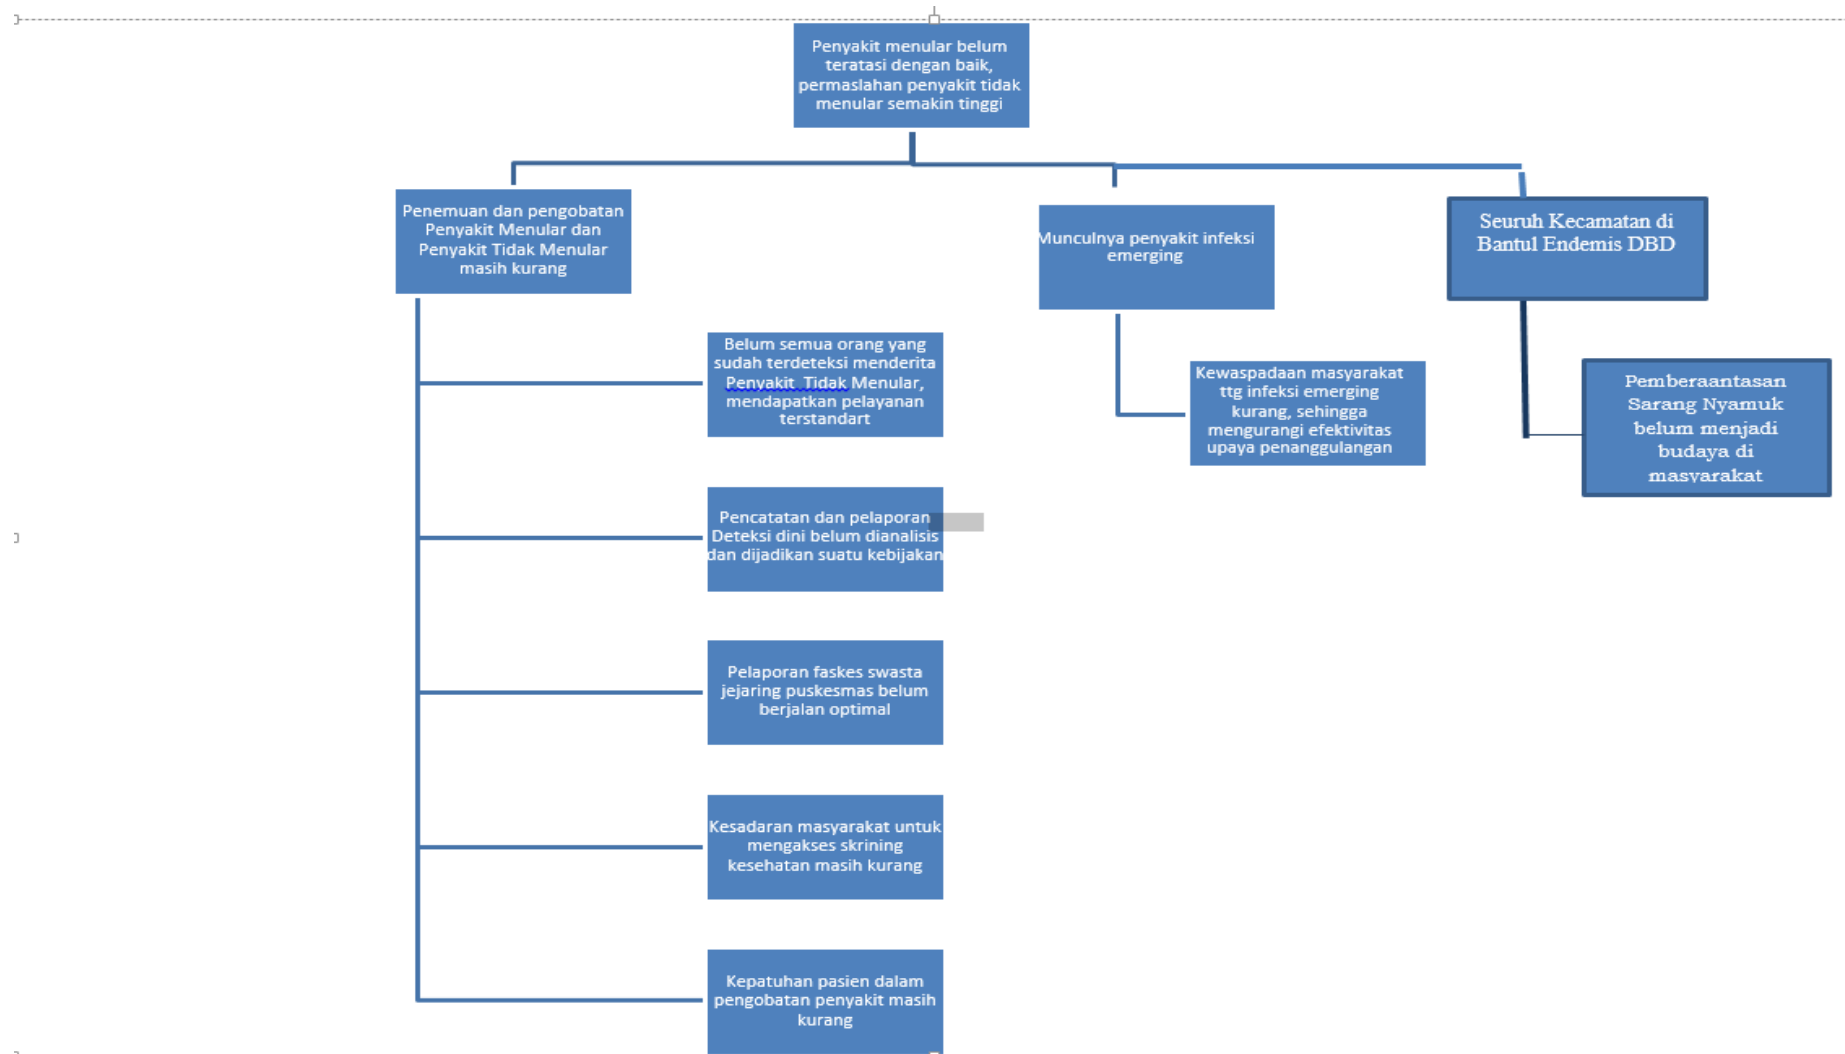 Penyakit menular belum
teratasi dengan baik,
permaslahan penyakit tidak
menular semakin tinggi
Penemuan dan pengobatan
Penyakit Menular dan
Penyakit Tidak Menular
masih kurang
Belum semua orang yang
sudah terdeteksi menderita
Penyakit Tidak Menular,
mendapatkan pelayanan
terstandart
Pencatatan dan pelaporan
Deteksi dini belum dianalisis
dan dijadikan suatu kebijakan
Pelaporan faskes swasta
jejaring puskesmas belum
berjalan optimal
Kesadaran masyarakat untuk
mengakses skrining
kesehatan masih kurang
Kepatuhan pasien dalam
pengobatan penyakit masih
kurang
Munculnya penyakit infeksi
emerging
Kewaspadaan masyarakat
ttg infeksi emerging
kurang, sehingga
mengurangi efektivitas
upaya penanggulangan
Seuruh Kecamatan di
Bantul Endemis DBD
Pemberaantasan
Sarang Nyamuk
belum menjadi
budaya di
masyarakat